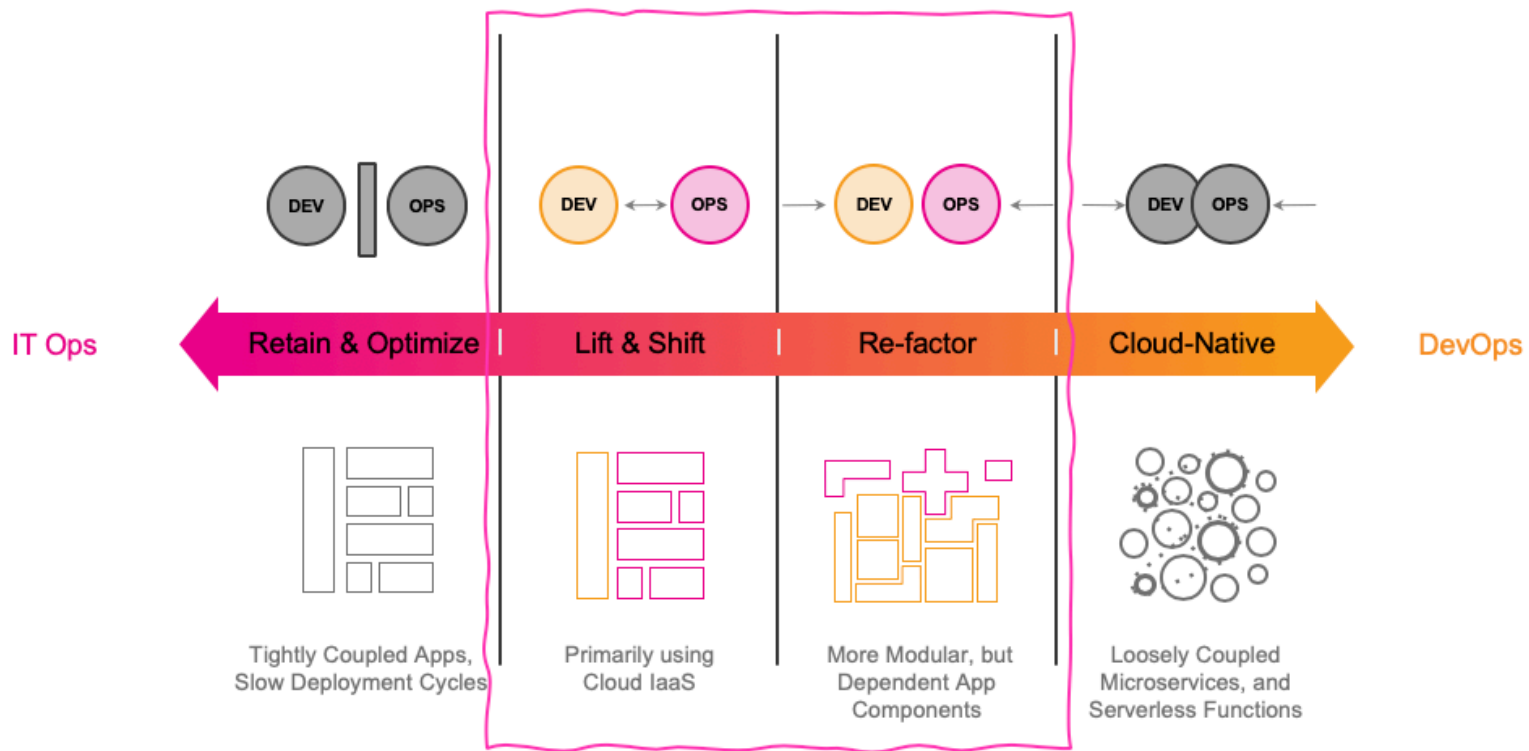 DEV
OPS
DEV
OPS
DEV
OPS
DEV
OPS
IT Ops
Retain & Optimize
Lift & Shift
Re-factor
Cloud-Native
DevOps
Tightly Coupled Apps,
Slow Deployment Cycles
Primarily using
Cloud IaaS
More Modular, but
Dependent App
Components
Loosely Coupled
Microservices, and
Serverless Functions